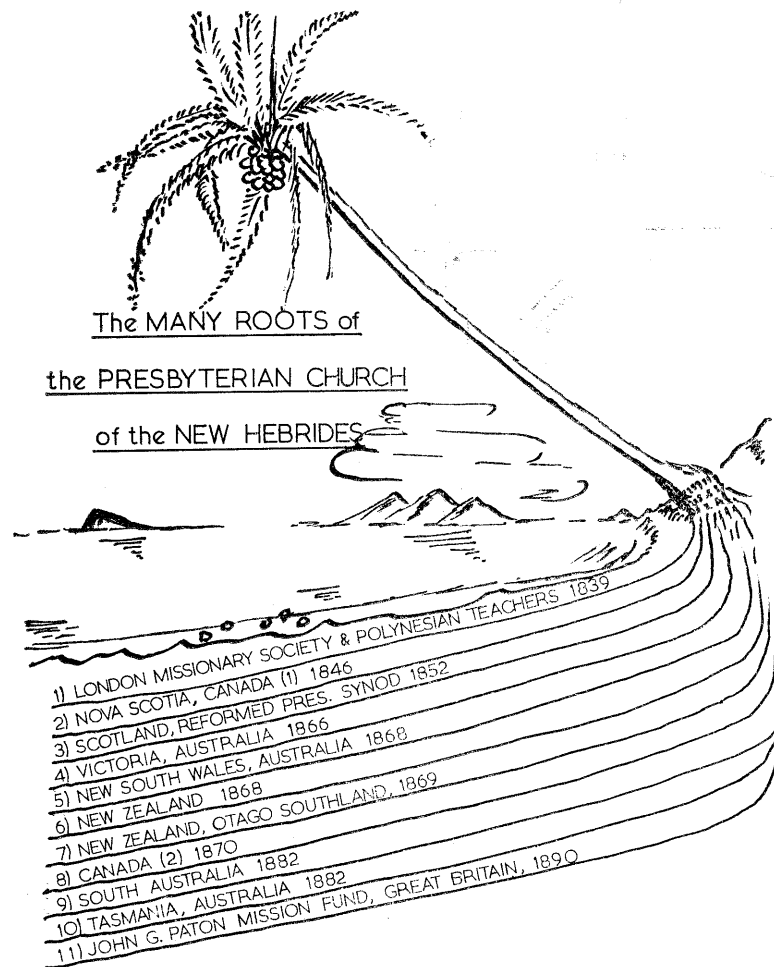 The MANY ROOTS of
the PRESBYTERIAN CHURCH
of the NEW HEBRIDES
1) LONDON MISSIONARY SOCIETY & POLYNESIAN TEACHERS 1839
2) NOVA SCOTIA, CANADA (1) 1846
3) SCOTLAND, REFORMED PRES. SYNOD 1852
4) VICTORIA, AUSTRALIA 1866
5) NEW SOUTH WALES, AUSTRALIA 1868
6) NEW ZEALAND 1868
7) NEW ZEALAND, OTAGO SOUTHLAND, 1869
8) CANADA (2) 1870
9) SOUTH AUSTRALIA 1882
10) TASMANIA, AUSTRALIA 1882
11) JOHN G. PATON MISSION FUND, GREAT BRITAIN, 1890